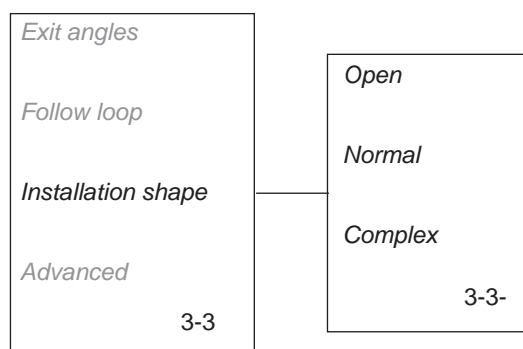 Exit angles
Follow loop
Installation shape
Advanced
3-3
Open
Normal
Complex
3-3-